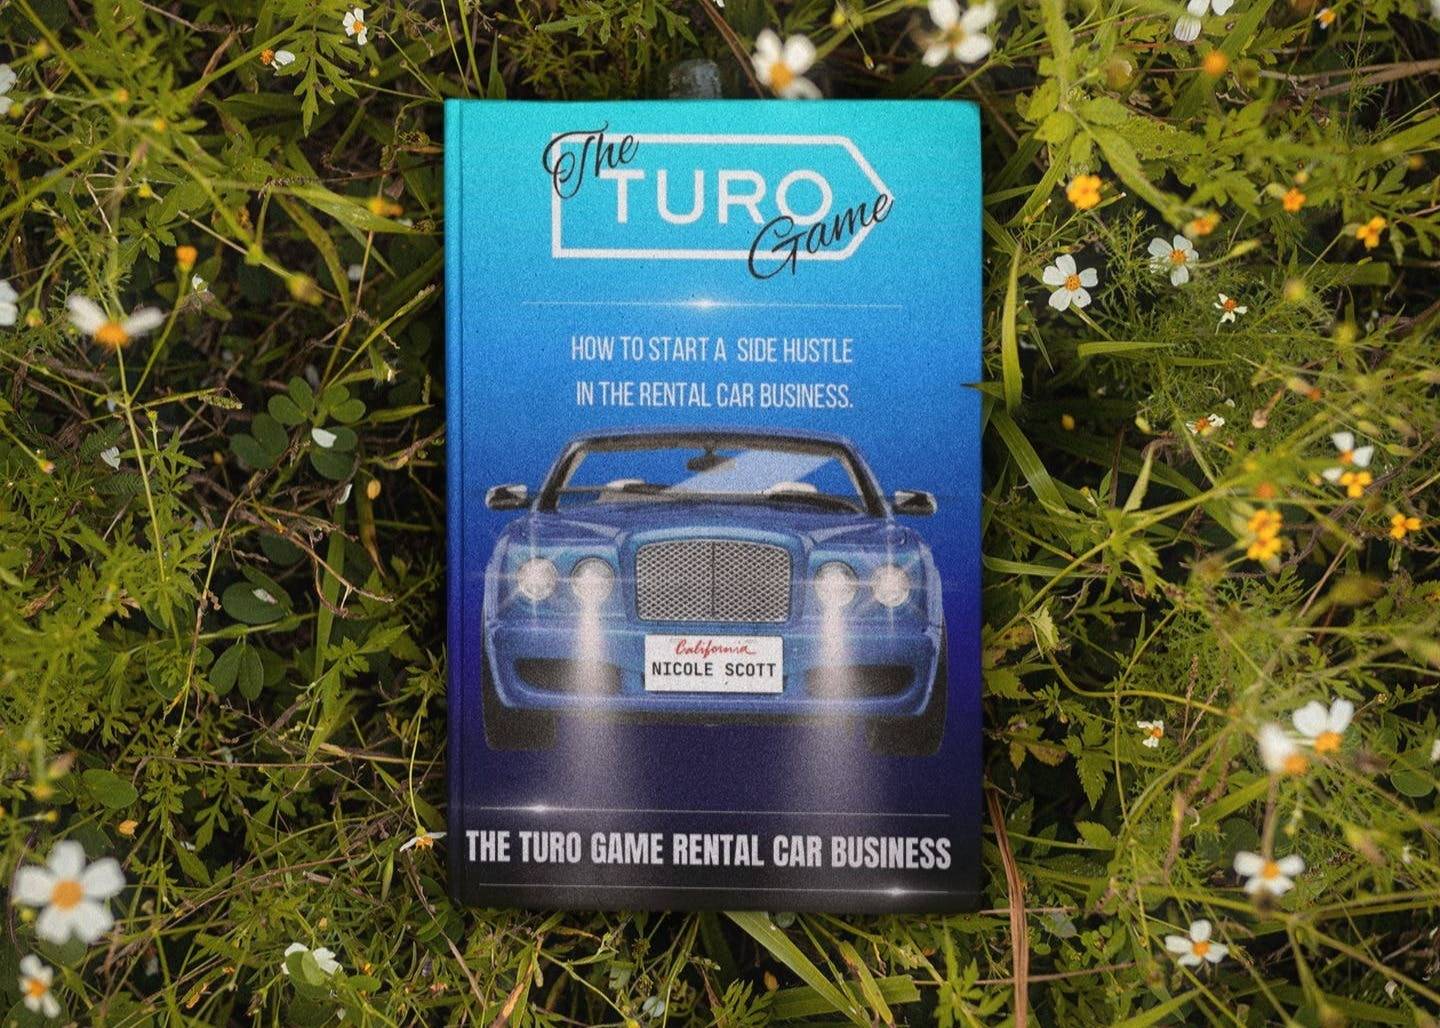 The
TURO
Game
HOW TO START A SIDE HUSTLE
IN THE RENTAL CAR BUSINESS.
California
NICOLE SCOTT
THE TURO GAME RENTAL CAR BUSINESS